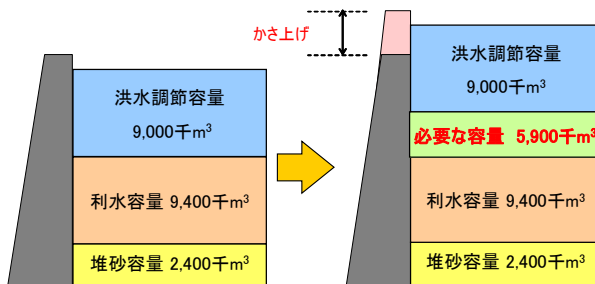 かさ上げ
洪水調節容量
9,000千m³
利水容量 9,400千m³
堆砂容量 2,400千m³
洪水調節容量
9,000千m³
必要な容量 5,900千m³
利水容量 9,400千m³
堆砂容量 2,400千m³